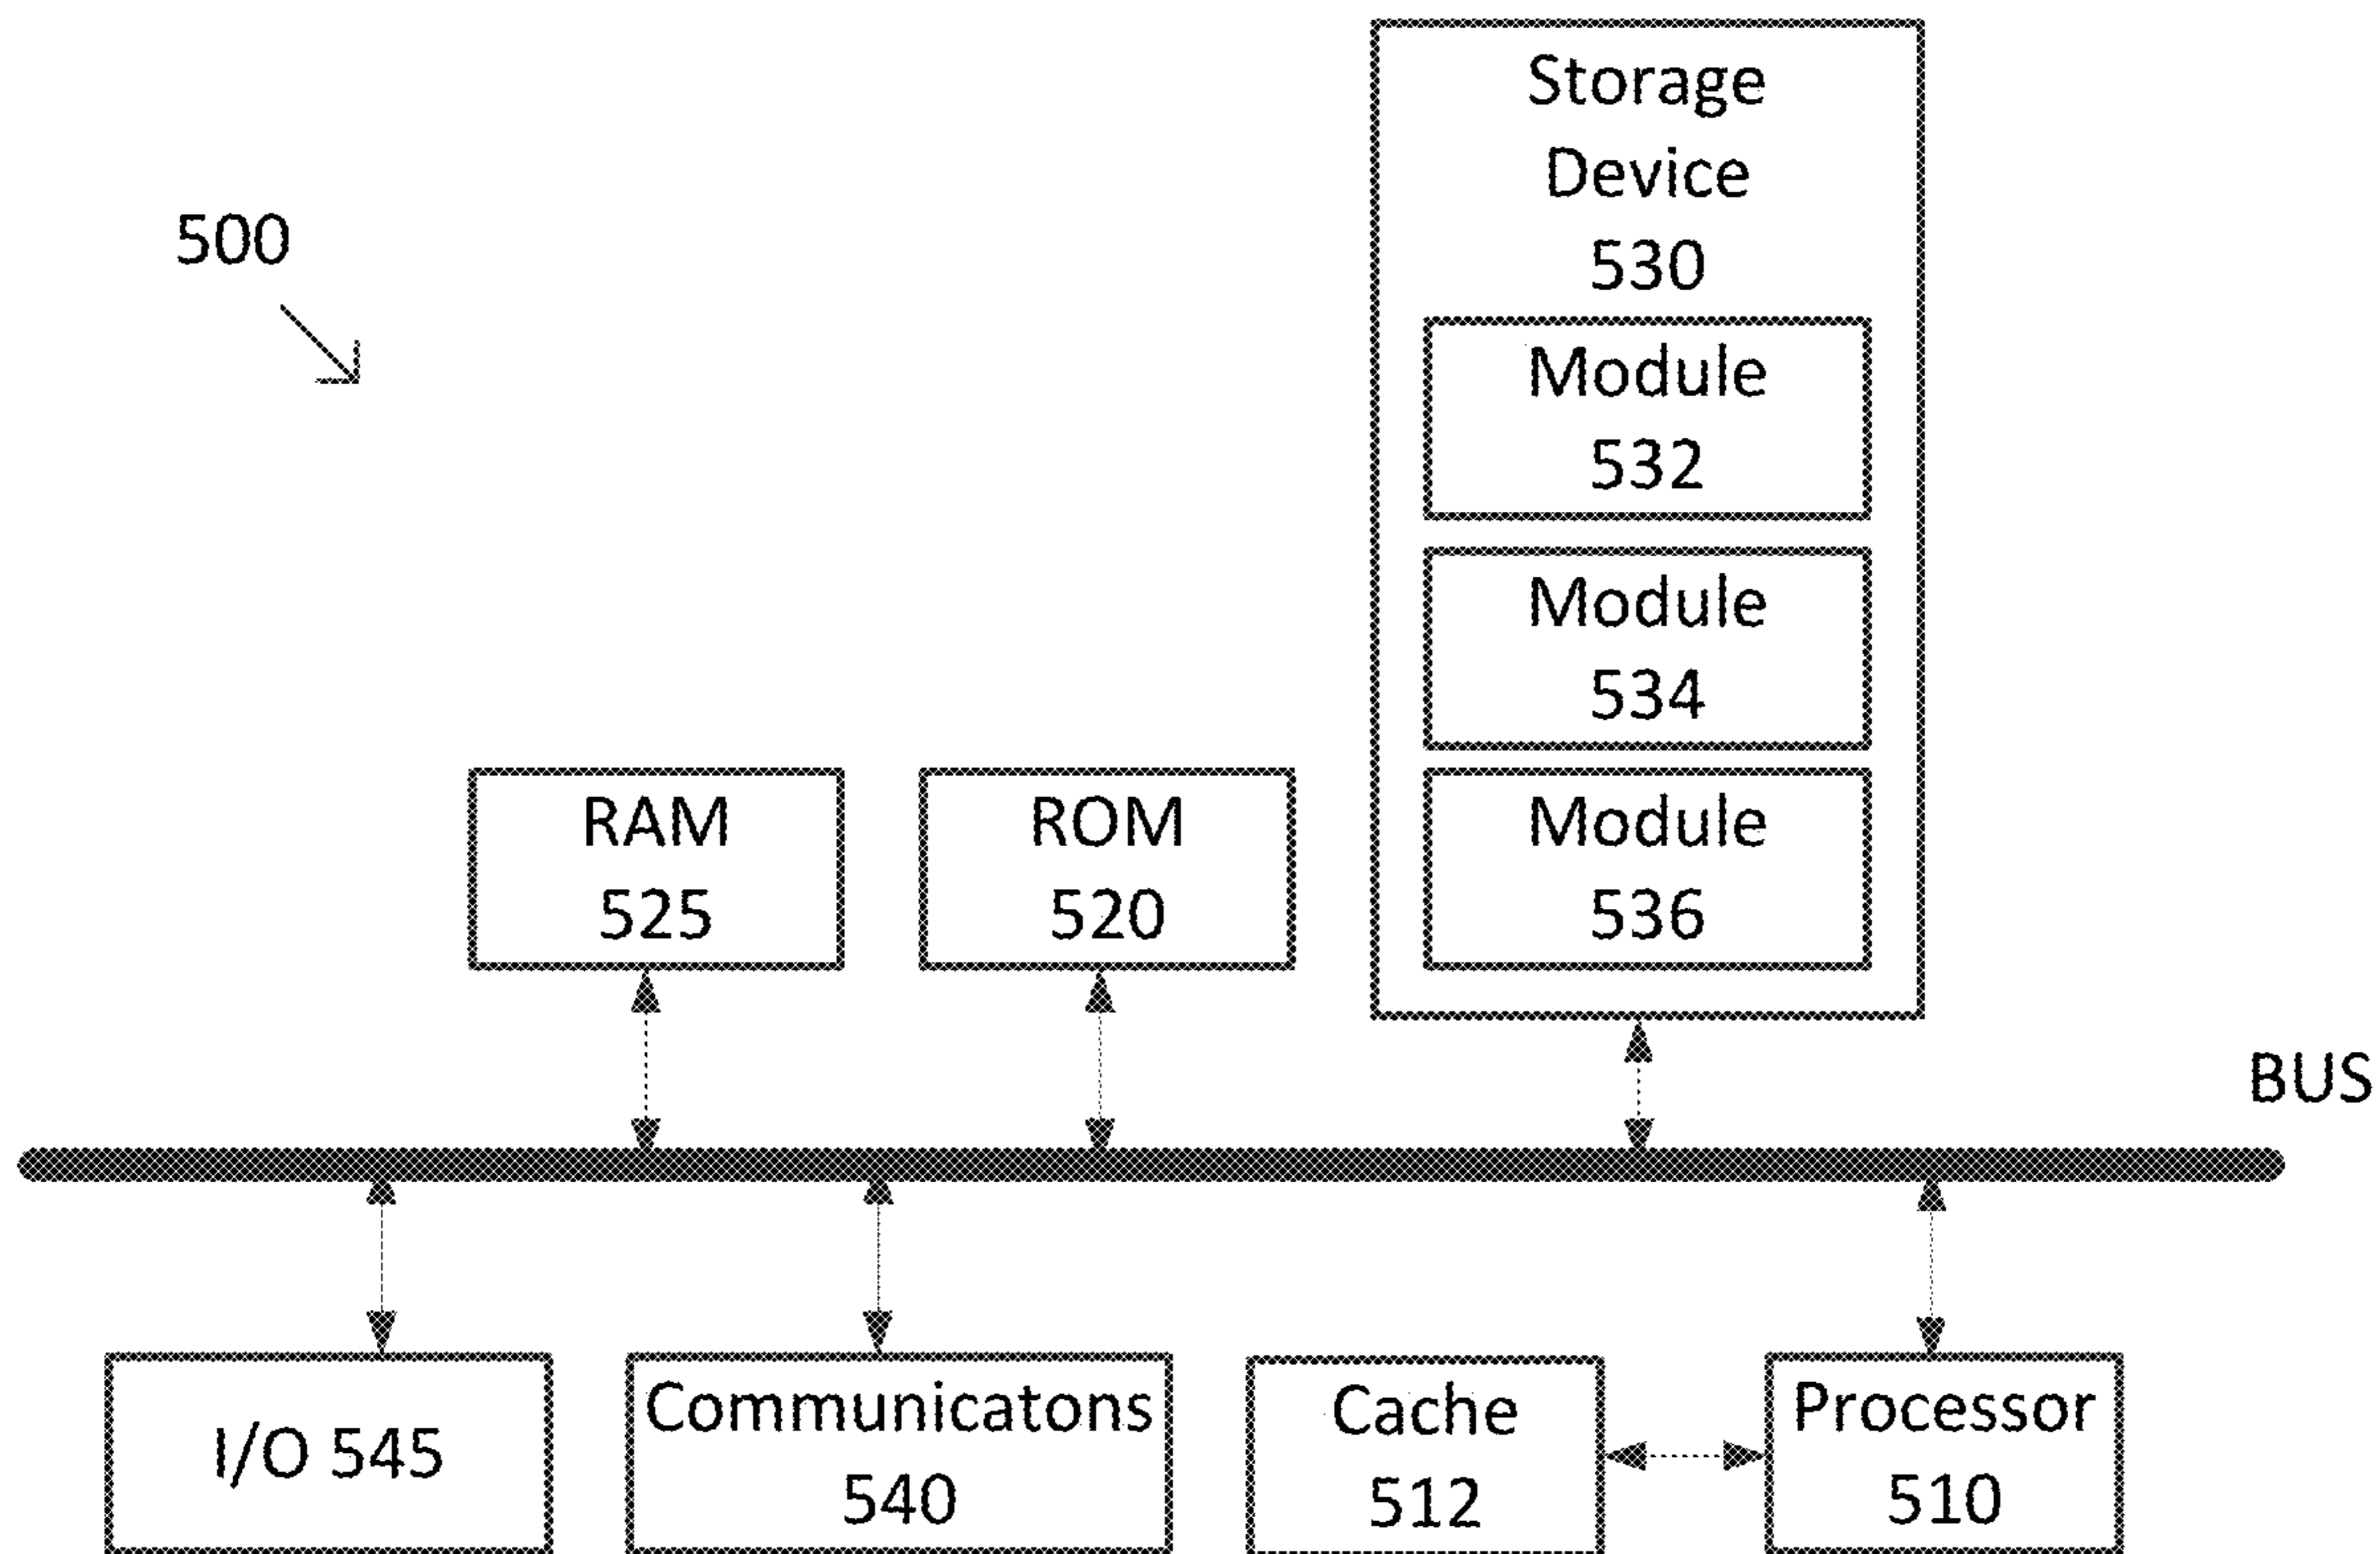 500
Storage
Device
530
Module
532
Module
534
Module
536
RAM
525
ROM
520
BUS
I/O 545
Communicatons
540
Cache
512
Processor
510